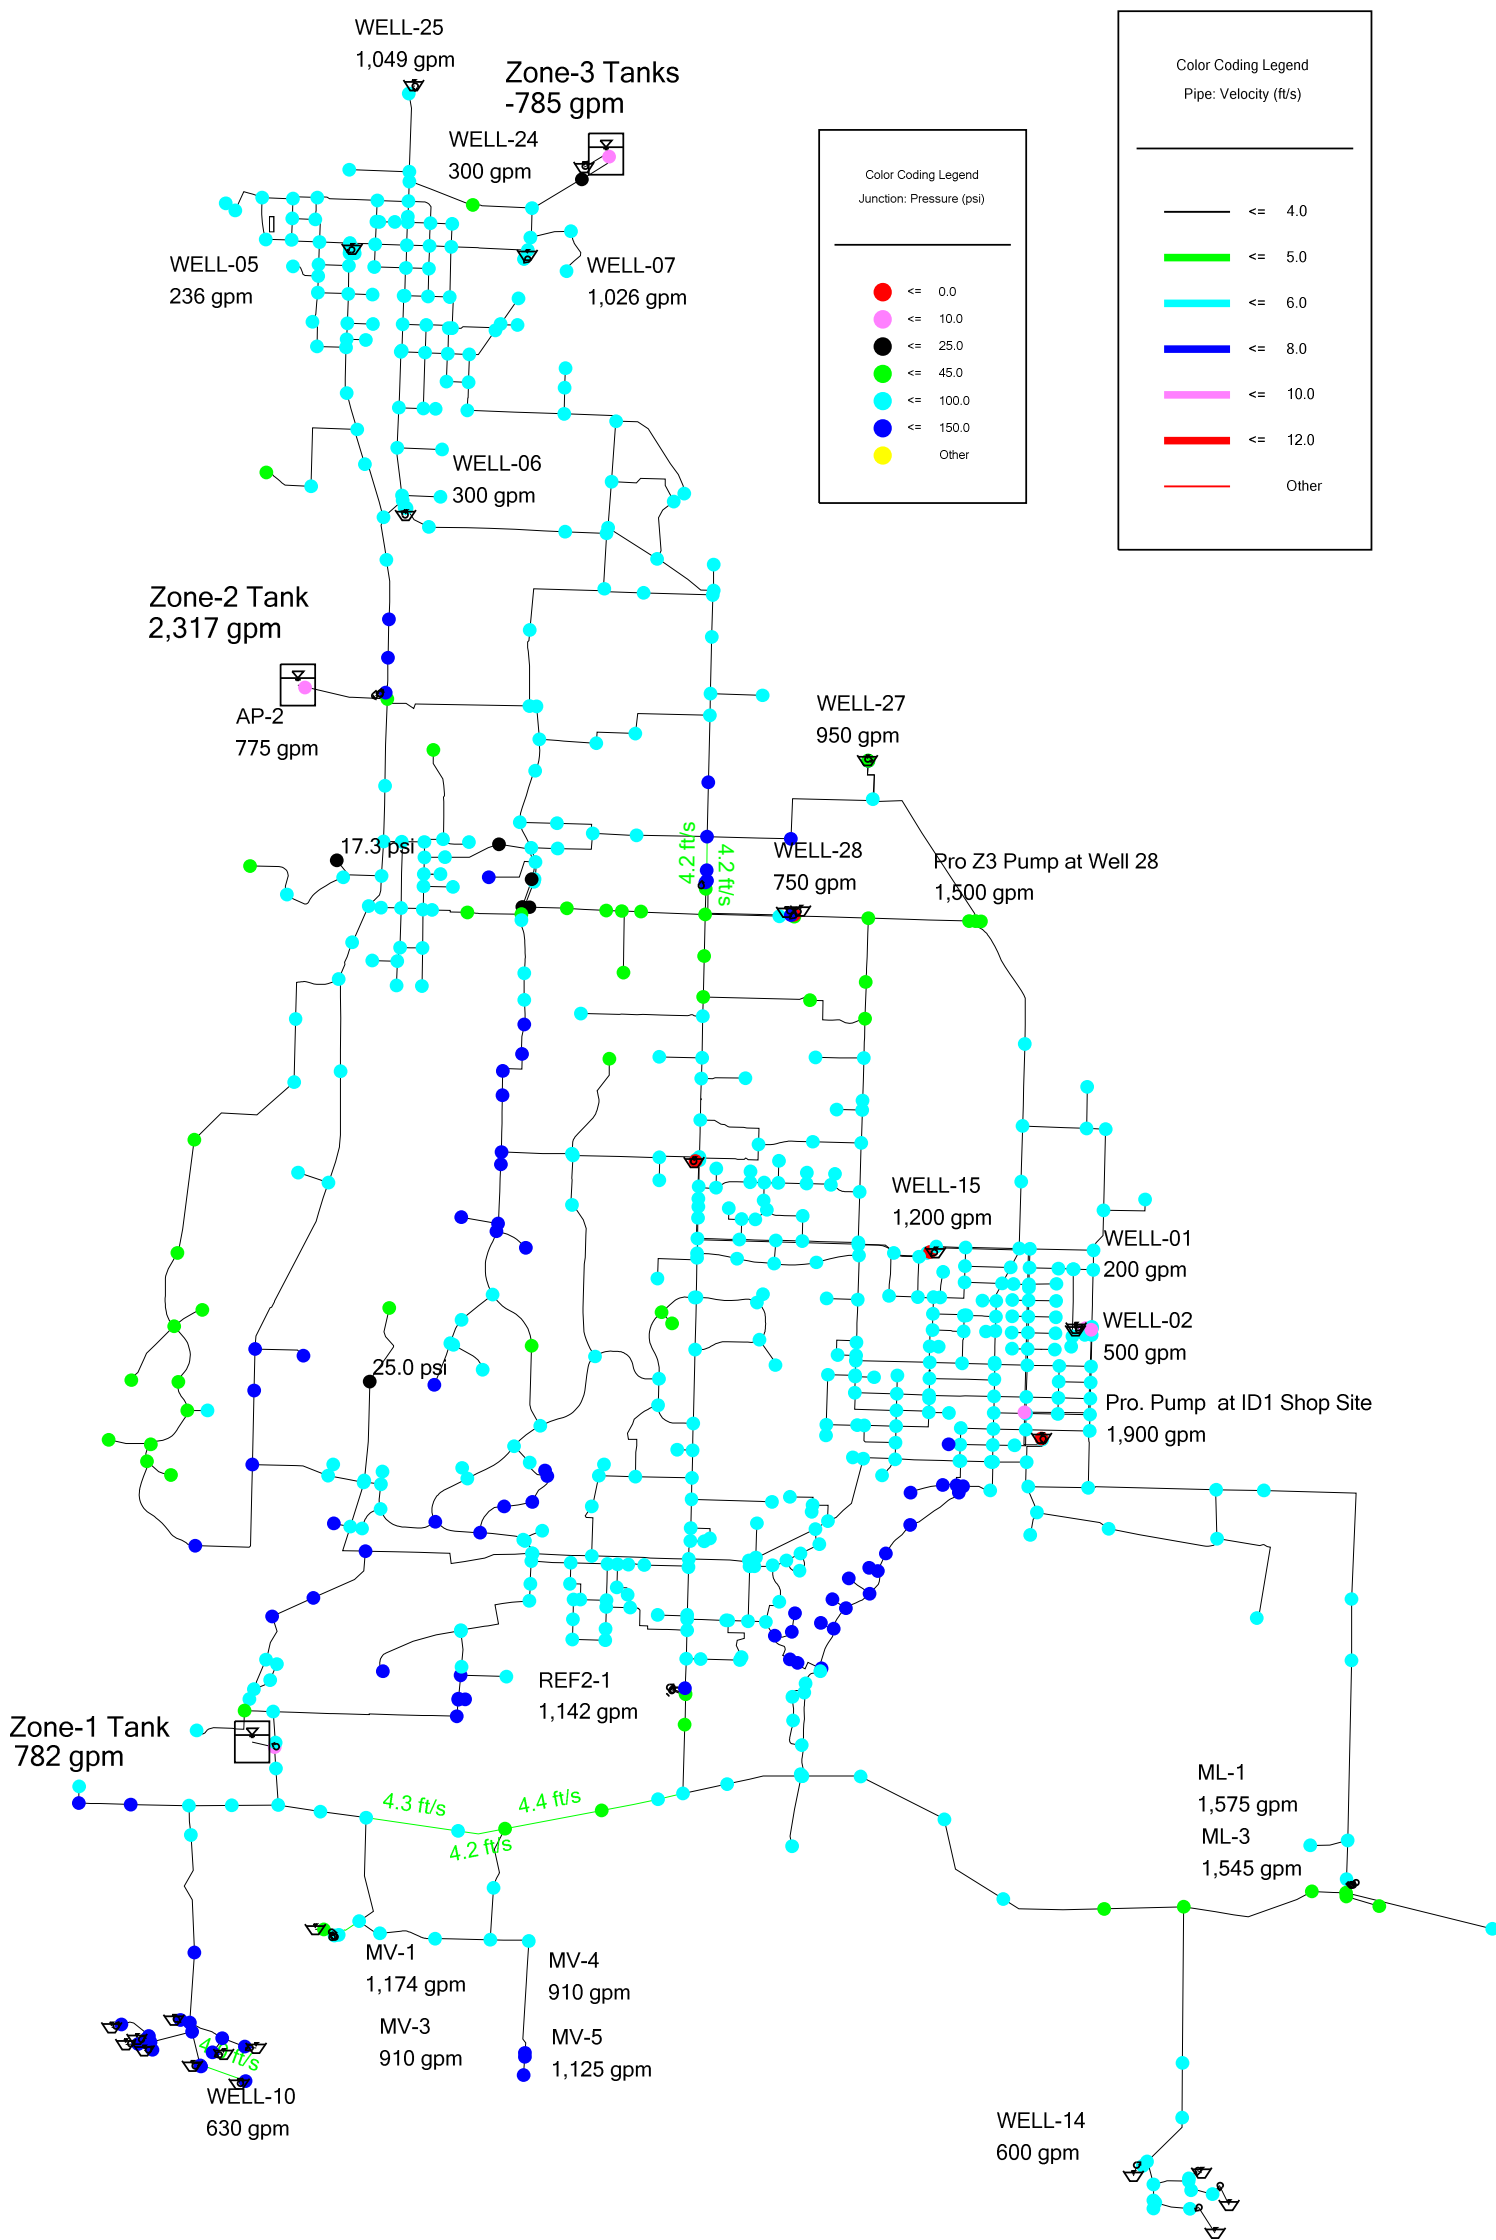 WELL-25
1,049 gpm
Zone-3 Tanks
-785 gpm
WELL-24
300 gpm
WELL-05
236 gpm
WELL-07
1,026 gpm
Color Coding Legend
Junction: Pressure (psi)
<= 0.0
<= 10.0
<= 25.0
<= 45.0
<= 100.0
<= 150.0
Other
Color Coding Legend
Pipe: Velocity (ft/s)
<= 4.0
<= 5.0
<= 6.0
<= 8.0
<= 10.0
<= 12.0
Other
WELL-06
300 gpm
Zone-2 Tank
2,317 gpm
AP-2
775 gpm
WELL-27
950 gpm
17.3 psi
4.2 ft/s
4.2 ft/s
WELL-28
750 gpm
Pro Z3 Pump at Well 28
1,500 gpm
WELL-15
1,200 gpm
WELL-01
200 gpm
WELL-02
500 gpm
25.0 psi
Pro. Pump at ID1 Shop Site
1,900 gpm
REF2-1
1,142 gpm
Zone-1 Tank
782 gpm
4.3 ft/s
4.4 ft/s
4.2 ft/s
ML-1
1,575 gpm
ML-3
1,545 gpm
MV-1
1,174 gpm
MV-4
910 gpm
MV-3
910 gpm
MV-5
1,125 gpm
ft/s
WELL-10
630 gpm
WELL-14
600 gpm